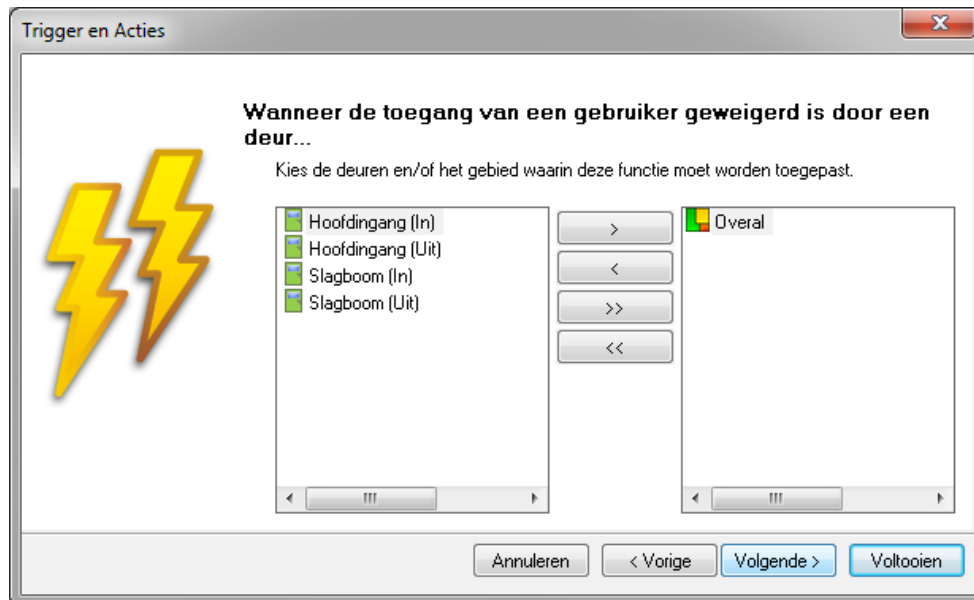 Trigger en Acties
Wanneer de toegang van een gebruiker geweigerd is door een
deur...
Kies de deuren en/of het gebied waarin deze functie moet worden toegepast.
Hoofdingang (In)
Hoofdingang (Uit)
Slagboom (In)
Slagboom (Uit)
>
<
>>
<<
Overal
Annuleren
< Vorige
Volgende >
Voltooien